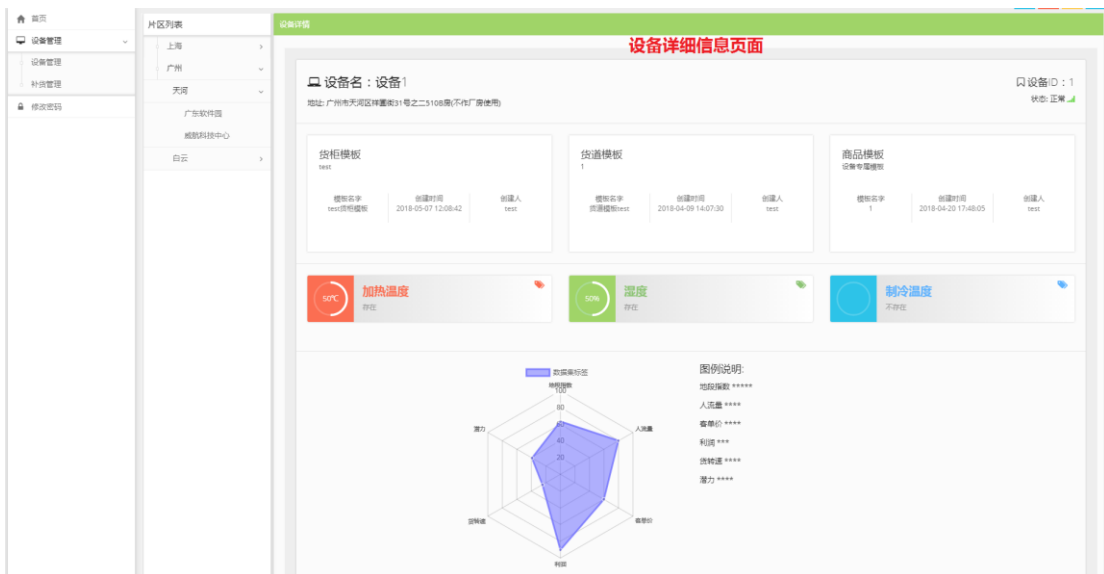 首页
设备管理
设备管理
补货管理
修改密码
片区列表
上海
广州
天河
广东软件园
威航科技中心
白云
设备详情
设备详细信息页面
设备名：设备1
设备ID：1
地址: 广州市天河区祥置街31号之二5108房(不作厂房使用)
状态: 正常
货柜模板
test
模板名字 创建时间 创建人
test货柜模板 2018-05-07 12:08:42 test
货道模板
1
模板名字 创建时间 创建人
货道模板test 2018-04-09 14:07:30 test
商品模板
设备专属模板
模板名字 创建时间 创建人
1 2018-04-20 17:48:05 test
50℃
加热温度
存在
50%
湿度
存在
制冷温度
不存在
数据集标签
地段指数
100
80
60
40
20
人流量
客单价
利润
货转速
潜力
图例说明:
地段指数 *****
人流量 ****
客单价 ****
利润 ***
货转速 ****
潜力 ****